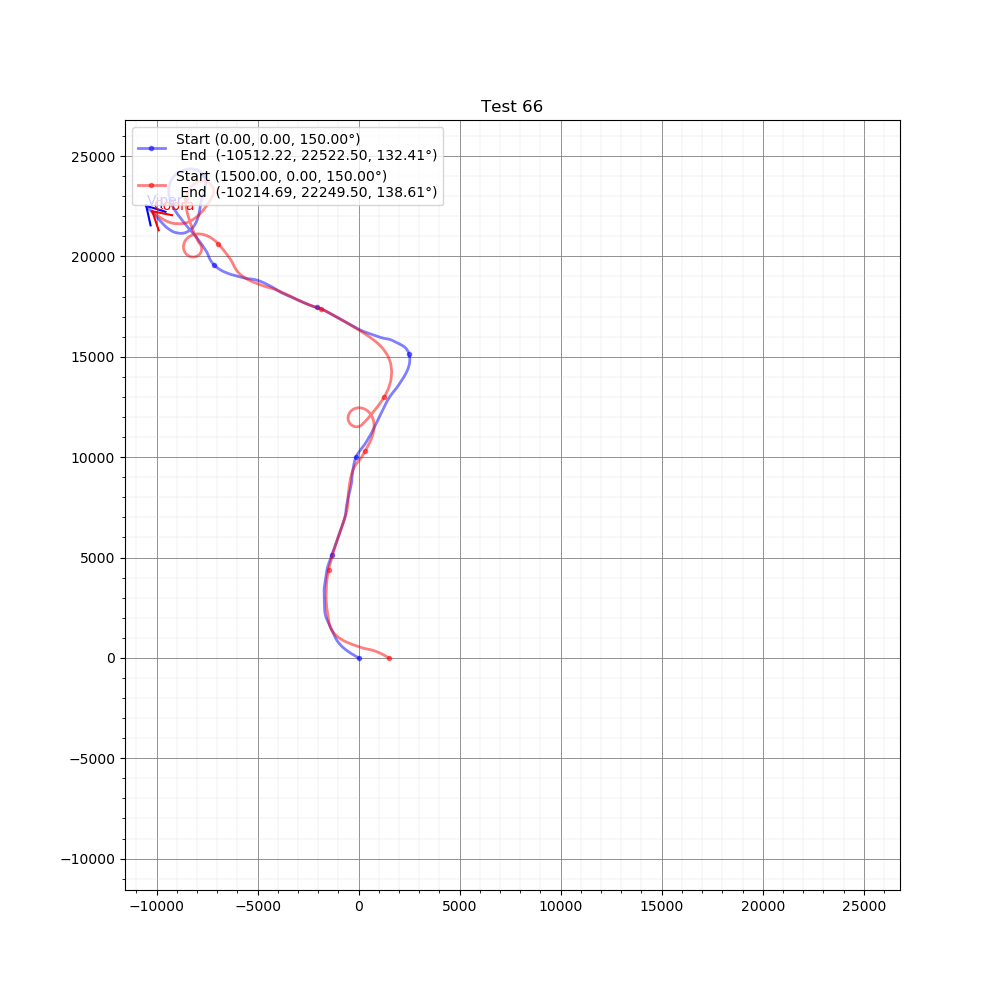 Test 66
Start (0.00, 0.00, 150.00°)
End (-10512.22, 22522.50, 132.41°)
Start (1500.00, 0.00, 150.00°)
End (-10214.69, 22249.50, 138.61°)
Viper
25000
20000
15000
10000
5000
0
−5000
−10000
−10000 −5000 0 5000 10000 15000 20000 25000